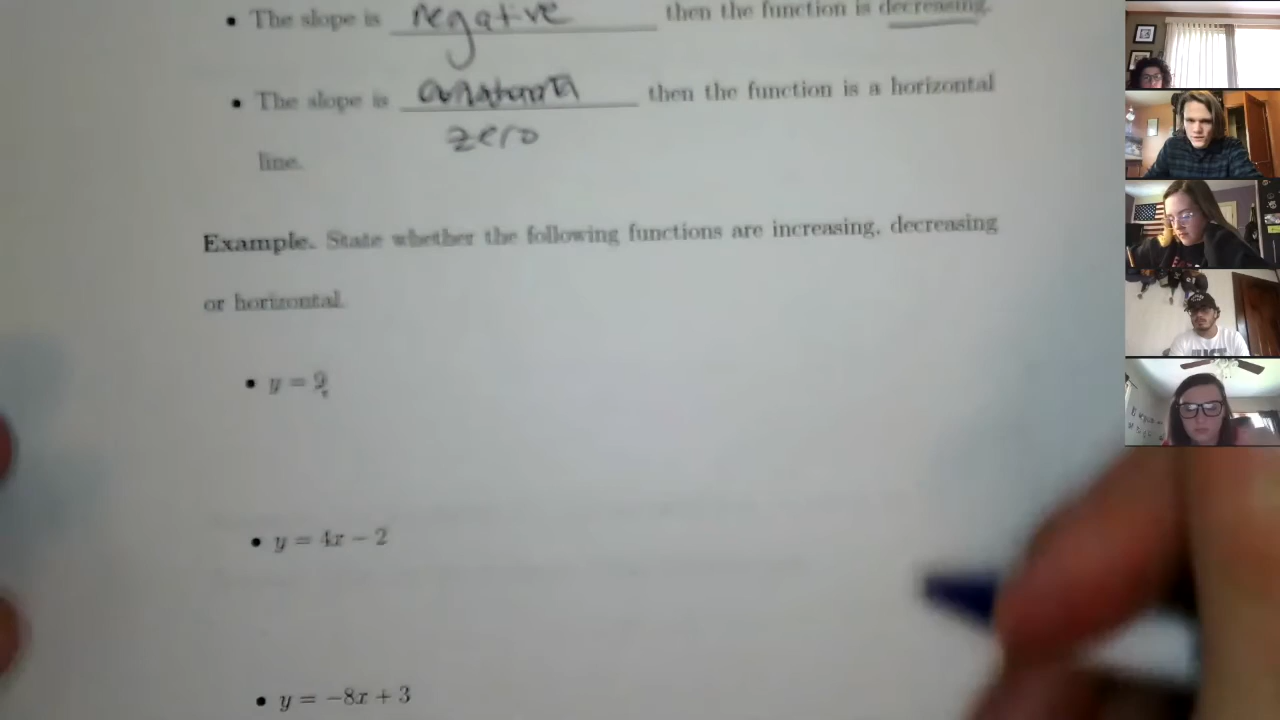 • The slope is negative then the function is decreasing.
• The slope is constant then the function is a horizontal
zero
line.
Example. State whether the following functions are increasing, decreasing
or horizontal.
• y = 9
• y = 4x − 2
• y = −8x + 3